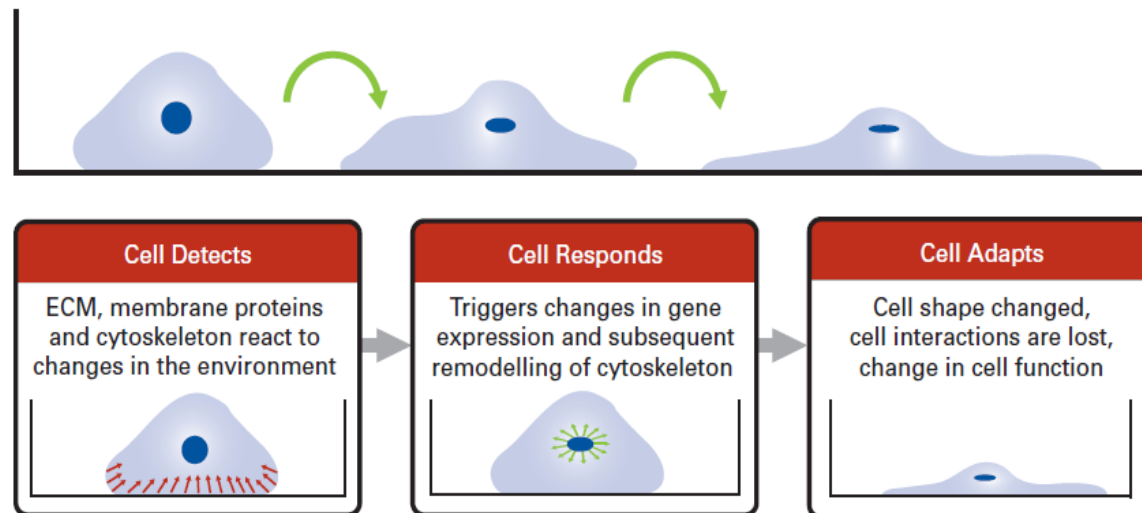 Cell Detects
ECM, membrane proteins
and cytoskeleton react to
changes in the environment
Cell Responds
Triggers changes in gene
expression and subsequent
remodelling of cytoskeleton
Cell Adapts
Cell shape changed,
cell interactions are lost,
change in cell function